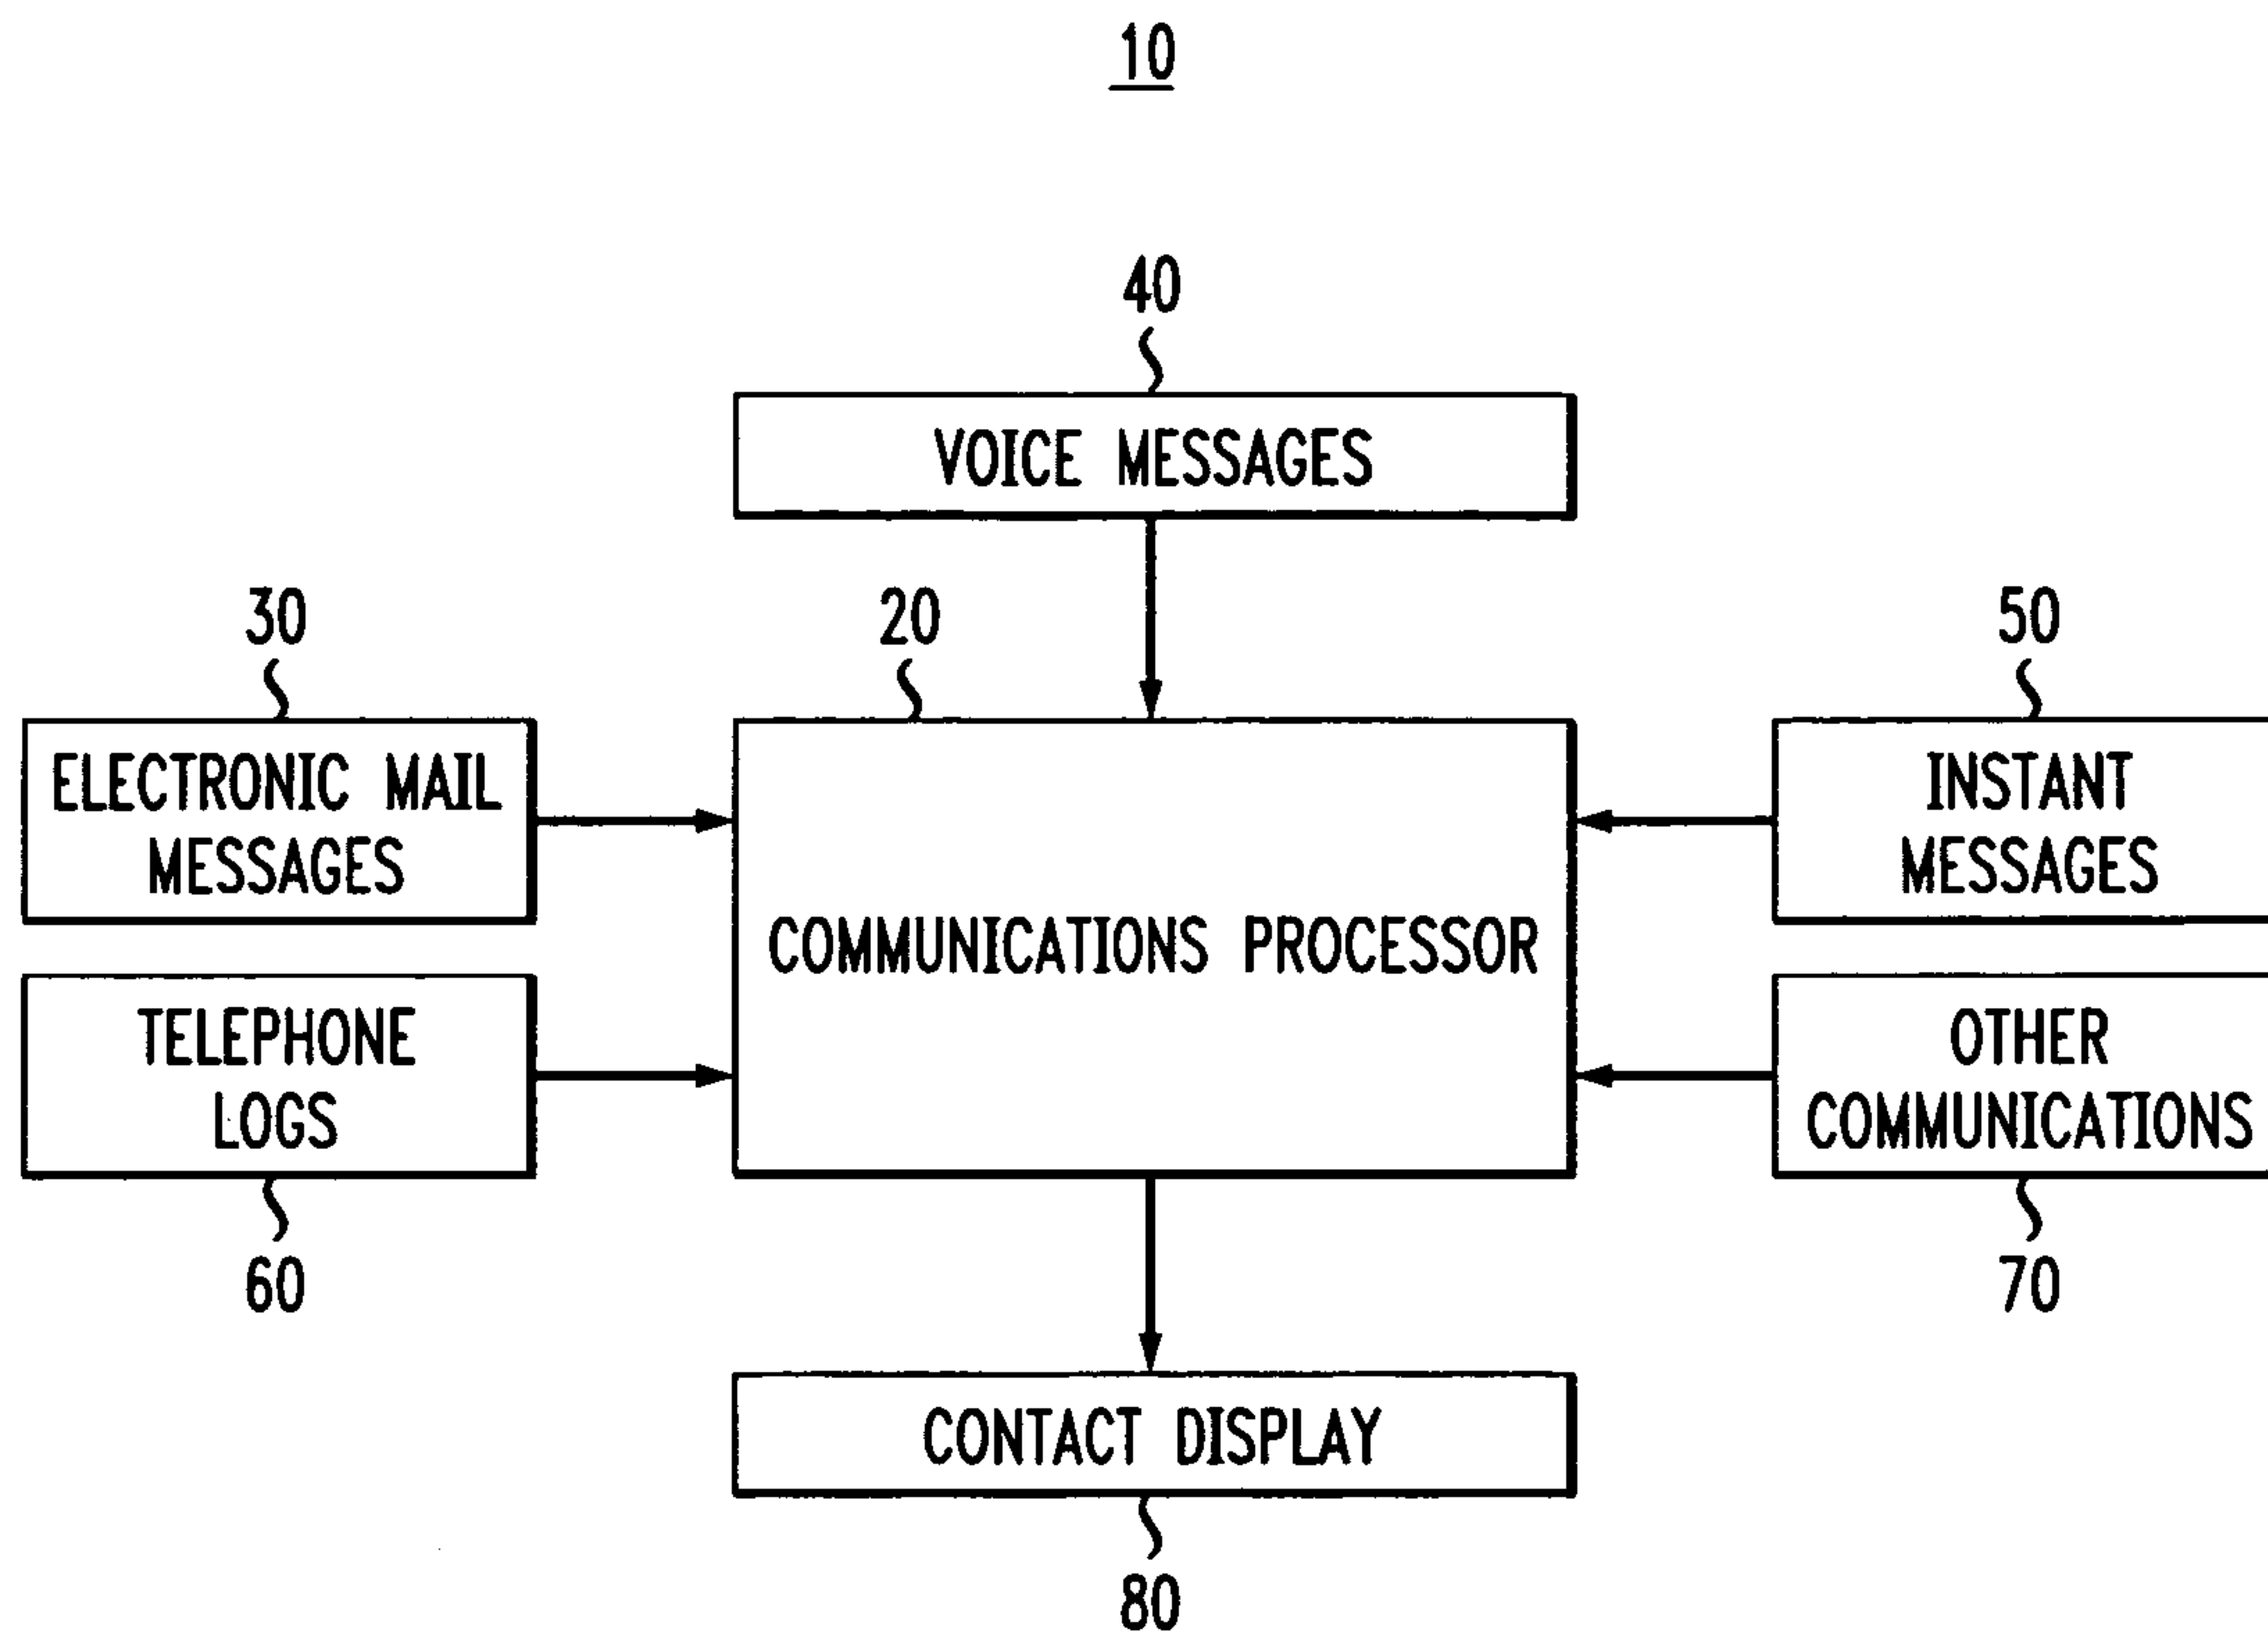 10
40
VOICE MESSAGES
30
20
50
ELECTRONIC MAIL
MESSAGES
INSTANT
MESSAGES
COMMUNICATIONS PROCESSOR
TELEPHONE
LOGS
OTHER
COMMUNICATIONS
60
70
CONTACT DISPLAY
80